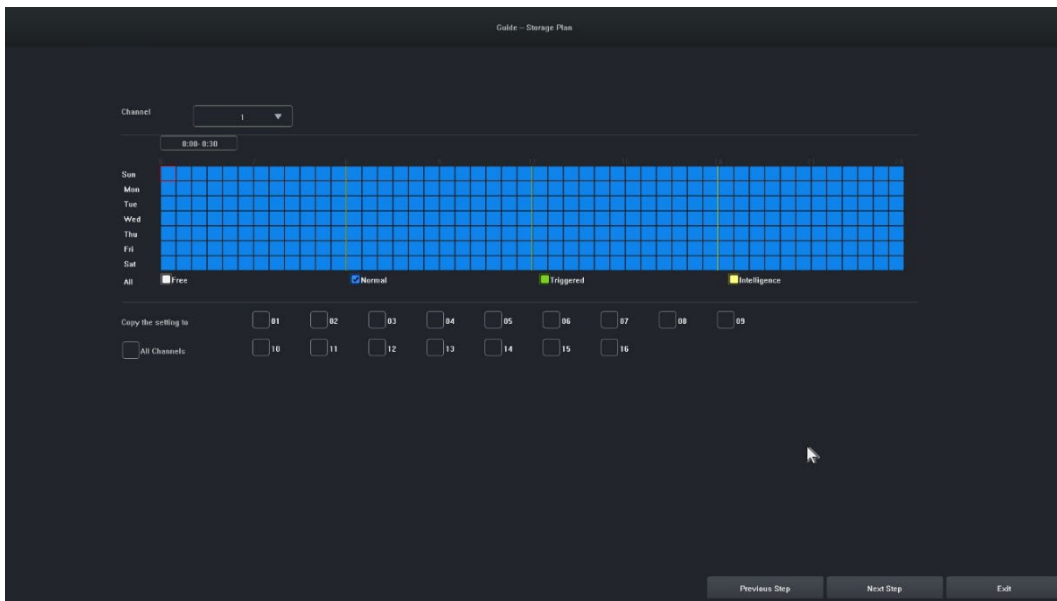 Guide – Storage Plan
Channel 1
0:00- 0:30
Sun
Mon
Tue
Wed
Thu
Fri
Sat
All Free Normal Triggered Intelligence
Copy the setting to 01 02 03 04 05 06 07 08 09
All Channels 10 11 12 13 14 15 16
Previous Step Next Step Exit